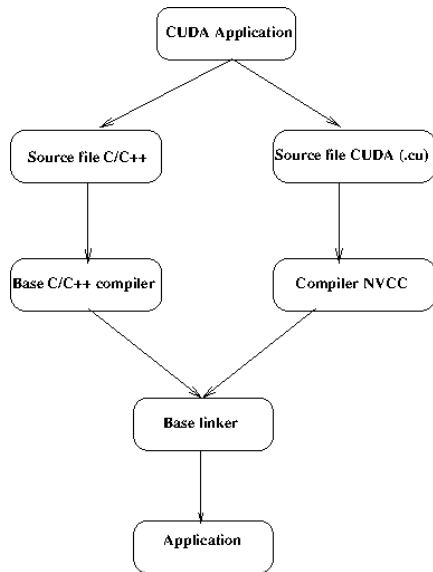 CUDA Application
Source file C/C++
Source file CUDA (.cu)
Base C/C++ compiler
Compiler NVCC
Base linker
Application